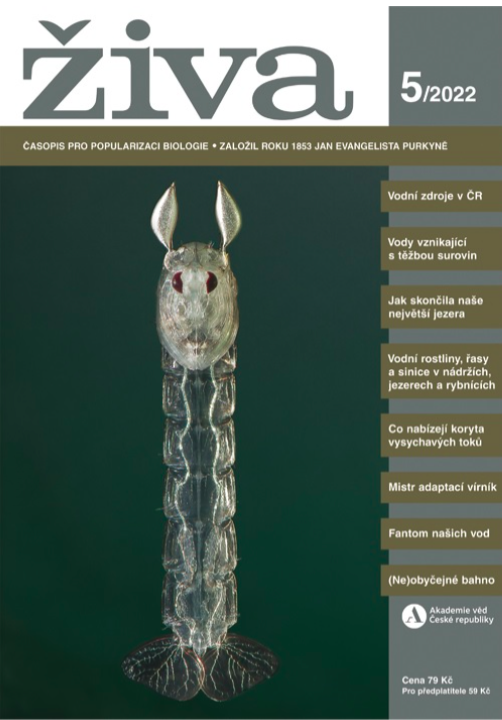 živa
5/2022
ČASOPIS PRO POPULARIZACI BIOLOGIE • ZALOŽIL ROKU 1853 JAN EVANGELISTA PURKYNĚ
Vodní zdroje v ČR
Vody vznikající
s těžbou surovin
Jak skončila naše
největší jezera
Vodní rostliny, řasy
a sinice v nádržích,
jezerech a rybnících
Co nabízejí koryta
vysychavých toků
Mistr adaptací vírník
Fantom našich vod
(Ne)obyčejné bahno
Akademie věd
České republiky
Cena 79 Kč
Pro předplatitele 59 Kč